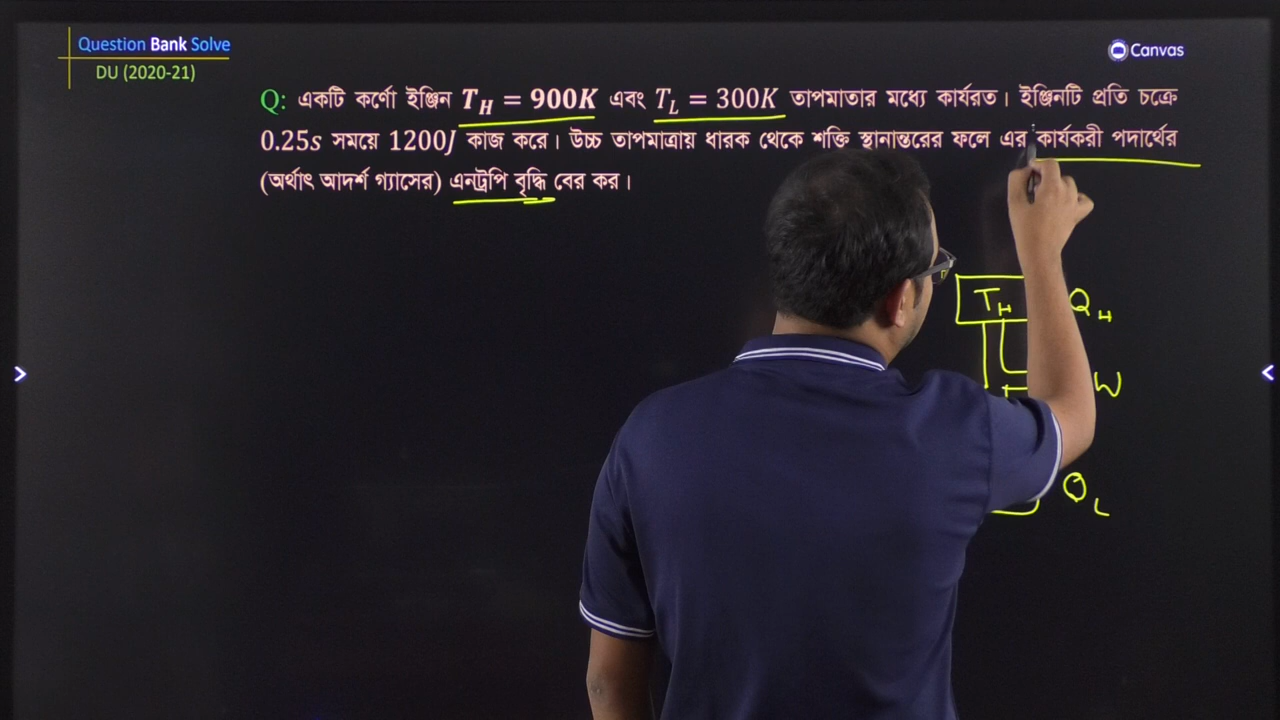 Question Bank Solve
DU (2020-21)
Canvas
Q: একটি কর্ণো ইঞ্জিন T_H = 900K এবং T_L = 300K তাপমাতার মধ্যে কার্যরত। ইঞ্জিনটি প্রতি চক্রে
0.25s সময়ে 1200J কাজ করে। উচ্চ তাপমাত্রায় ধারক থেকে শক্তি স্থানান্তরের ফলে এর কার্যকরী পদার্থের
(অর্থাৎ আদর্শ গ্যাসের) এনট্রপি বৃদ্ধি বের কর।
T_H Q_H
W
Q_L